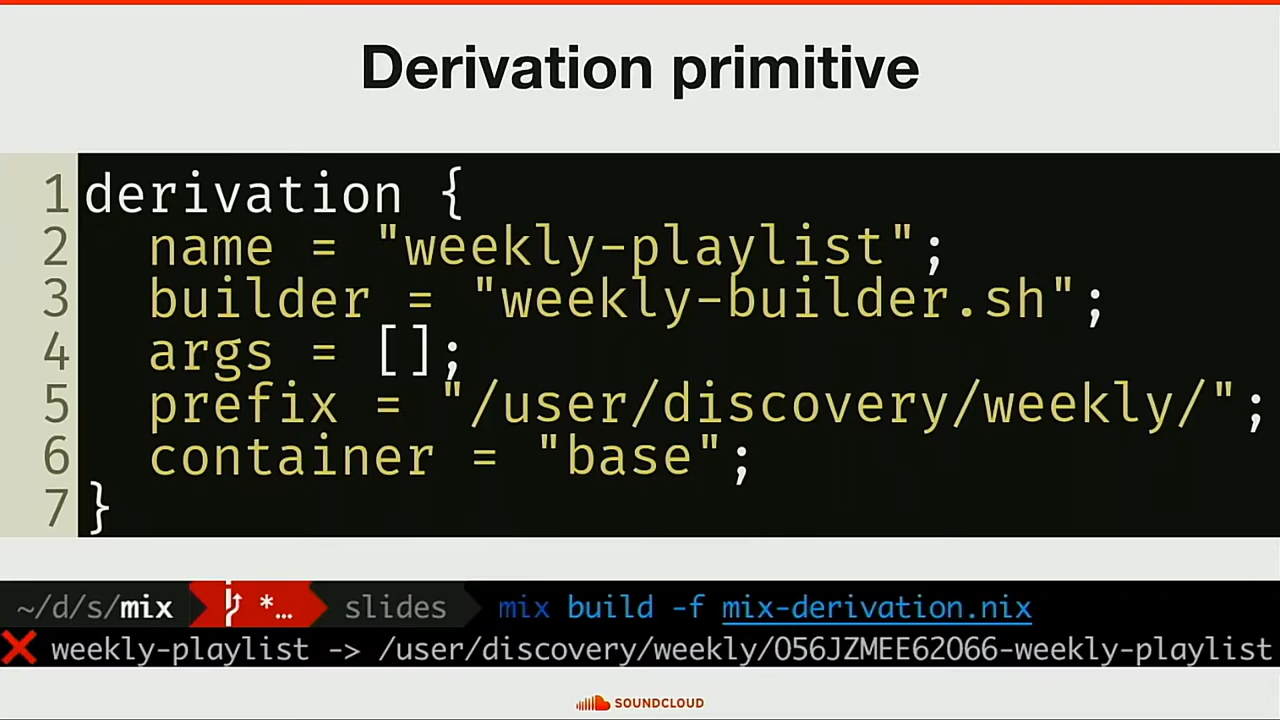 Derivation primitive
1 derivation {
2 name = "weekly-playlist";
3 builder = "weekly-builder.sh";
4 args = [];
5 prefix = "/user/discovery/weekly/";
6 container = "base";
7 }
~/d/s/mix *… slides mix build -f mix-derivation.nix
❌ weekly-playlist -> /user/discovery/weekly/O56JZMEE62O66-weekly-playlist
SOUNDCLOUD